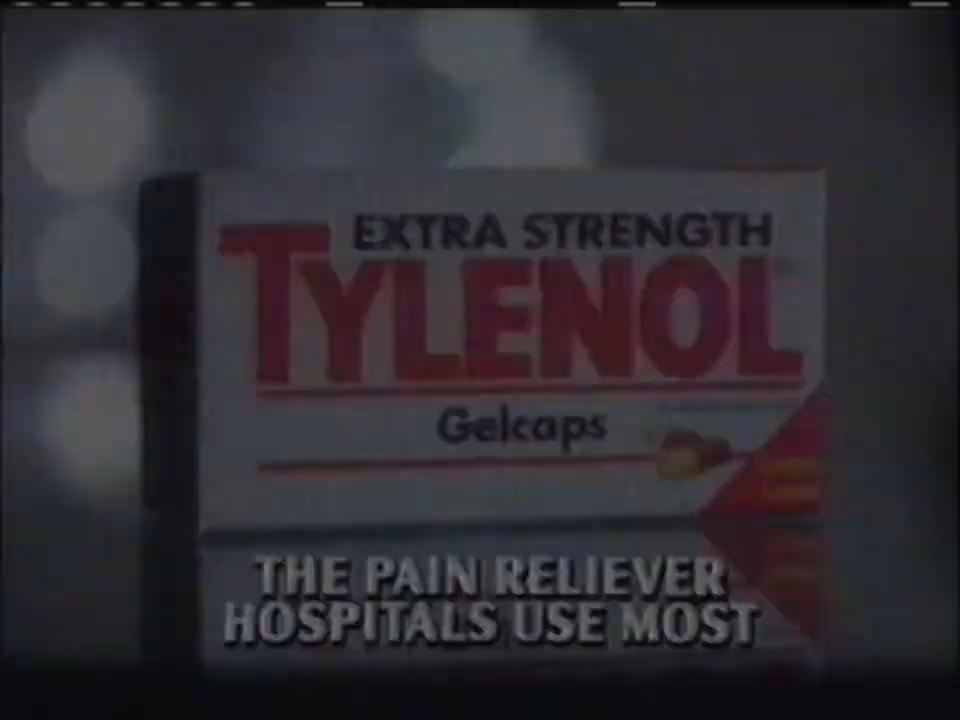 EXTRA STRENGTH
TYLENOL
Gelcaps
THE PAIN RELIEVER
HOSPITALS USE MOST